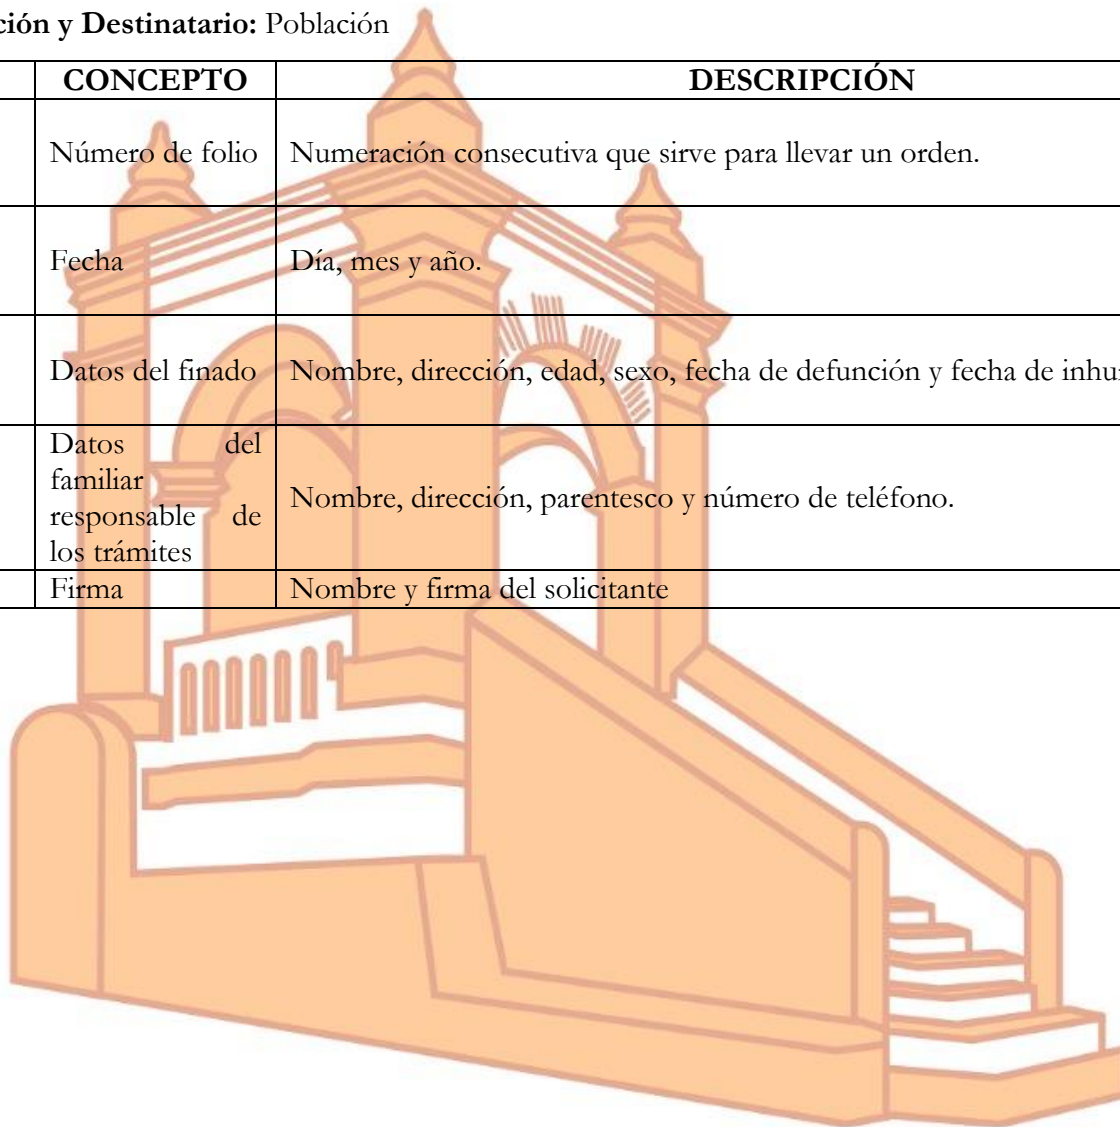 ción y Destinatario: Población
CONCEPTO DESCRIPCIÓN
Número de folio Numeración consecutiva que sirve para llevar un orden.
Fecha Día, mes y año.
Datos del finado Nombre, dirección, edad, sexo, fecha de defunción y fecha de inhu
Datos del
familiar
responsable de
los trámites
Nombre, dirección, parentesco y número de teléfono.
Firma Nombre y firma del solicitante